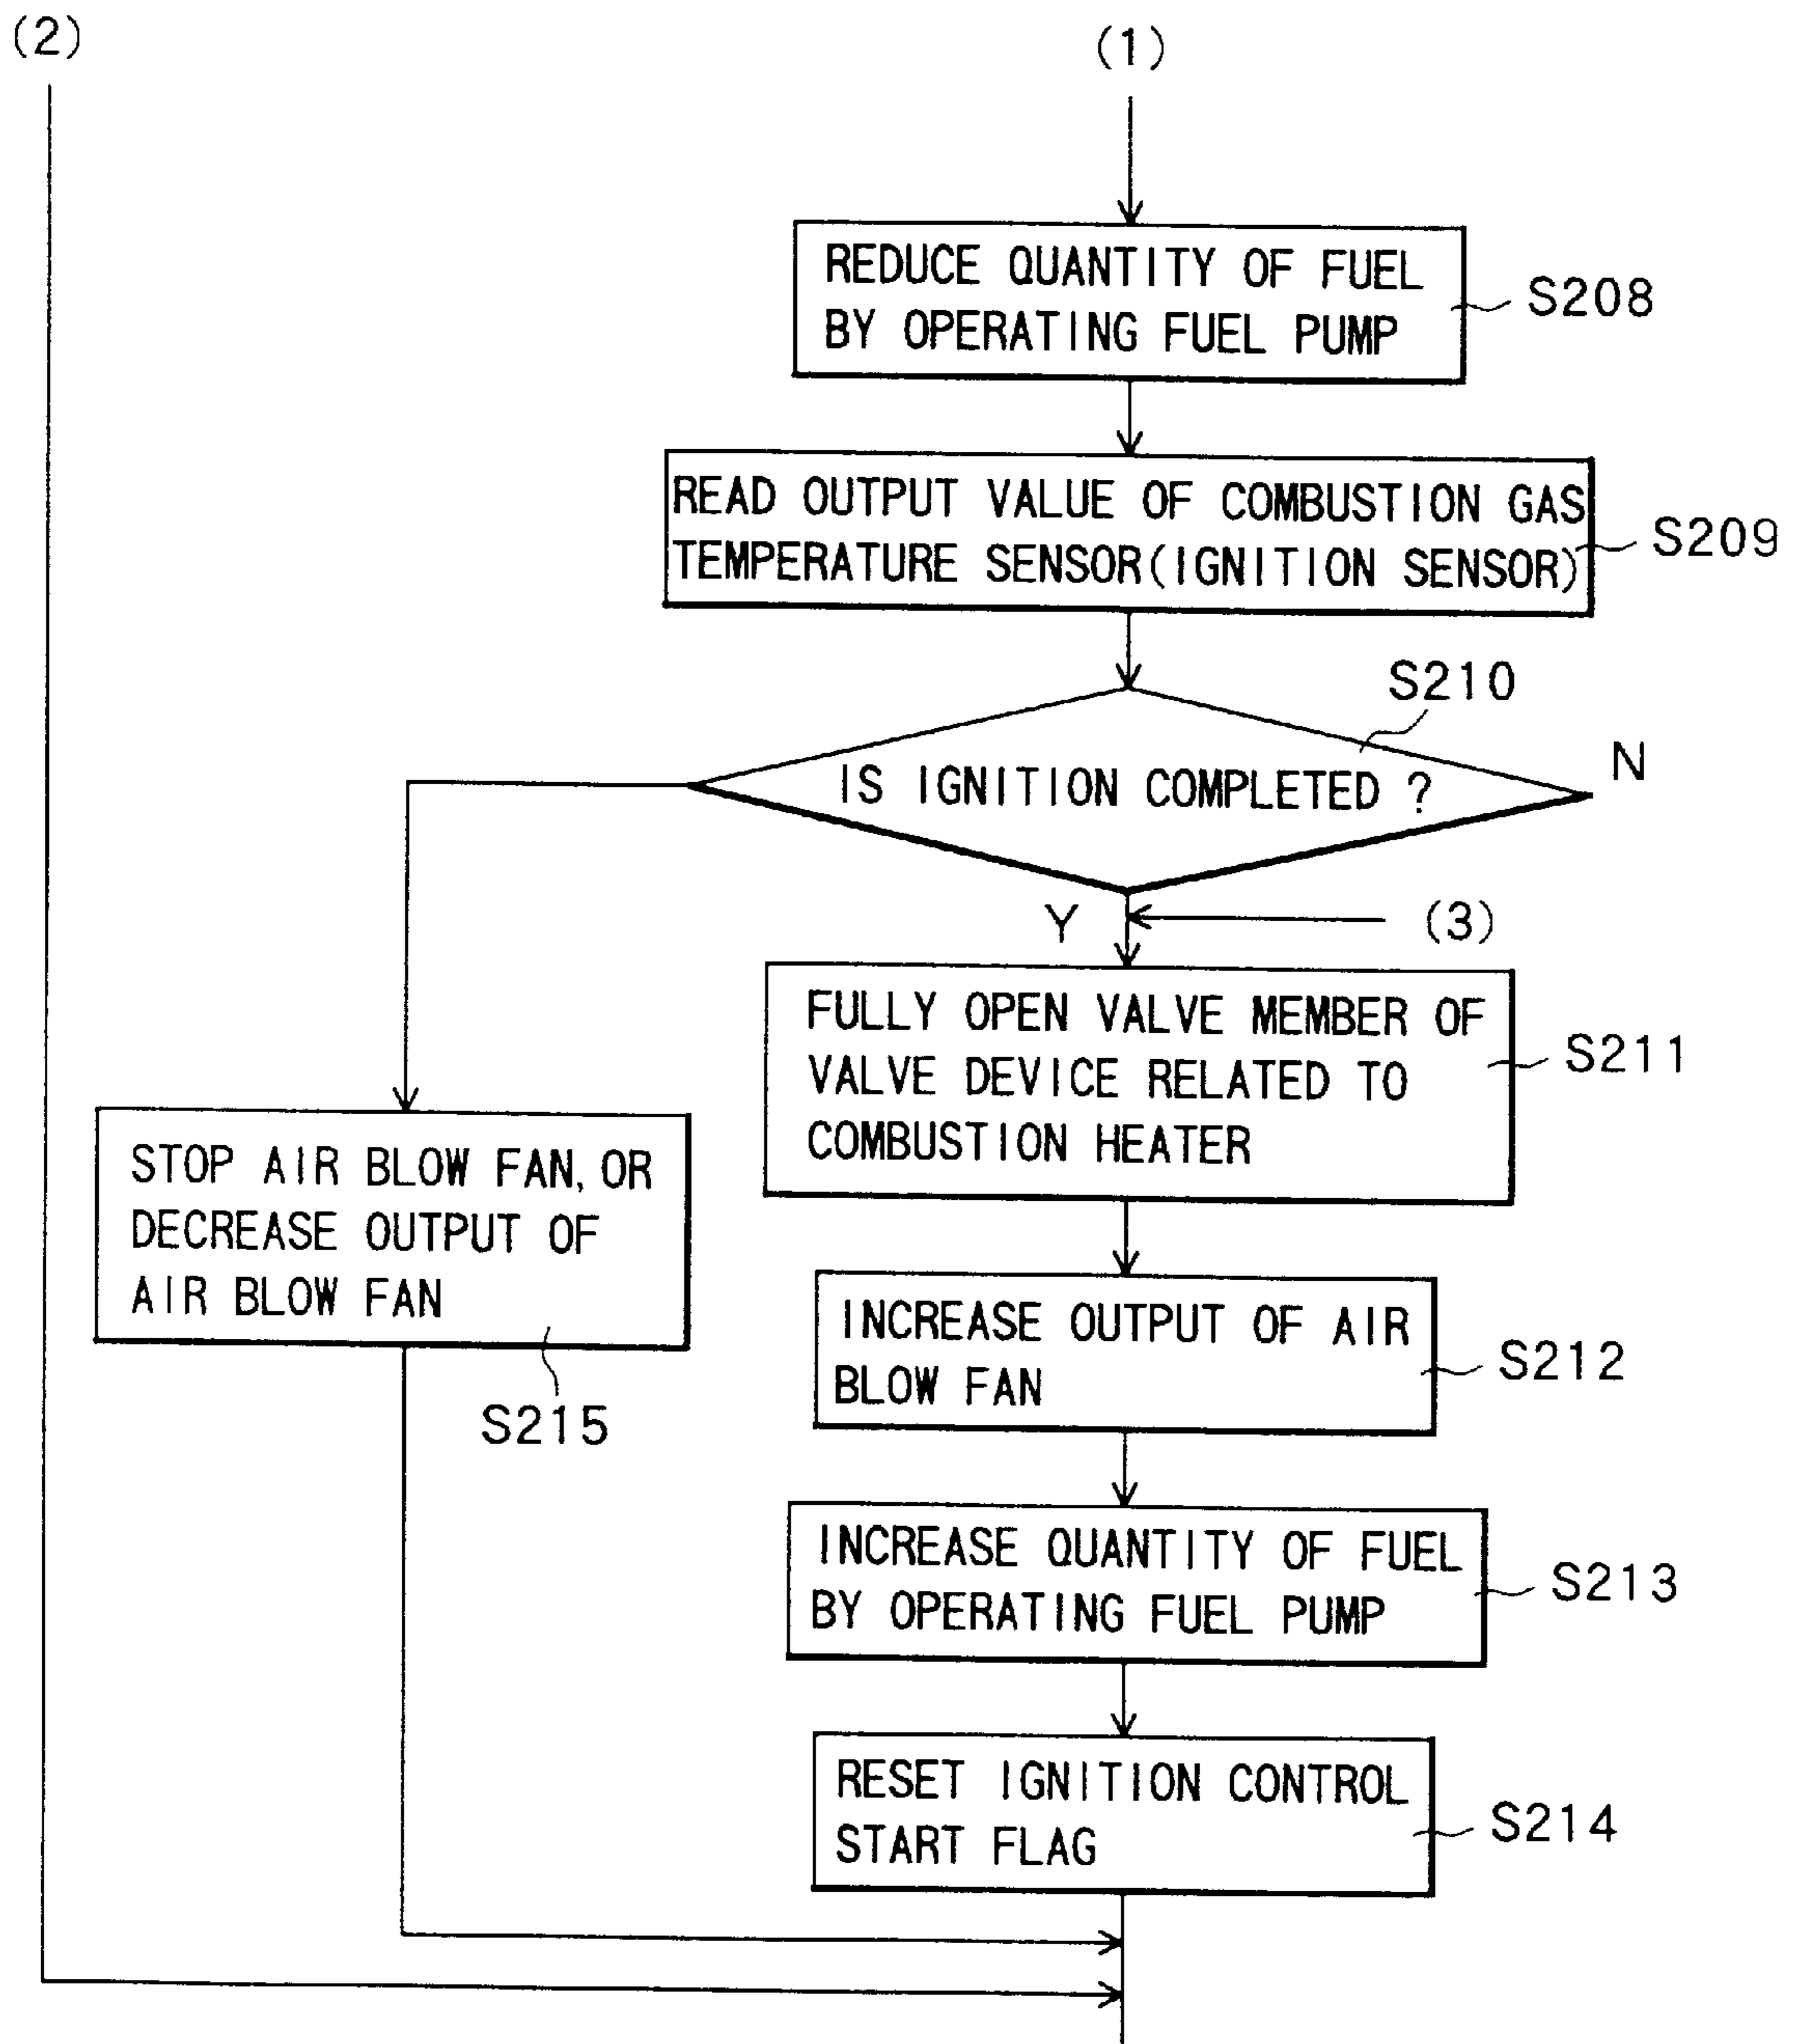 (2)
(1)
REDUCE QUANTITY OF FUEL
BY OPERATING FUEL PUMP
S208
READ OUTPUT VALUE OF COMBUSTION GAS
TEMPERATURE SENSOR(IGNITION SENSOR)
S209
S210
IS IGNITION COMPLETED ?
N
Y
(3)
FULLY OPEN VALVE MEMBER OF
VALVE DEVICE RELATED TO
COMBUSTION HEATER
S211
STOP AIR BLOW FAN, OR
DECREASE OUTPUT OF
AIR BLOW FAN
S215
INCREASE OUTPUT OF AIR
BLOW FAN
S212
INCREASE QUANTITY OF FUEL
BY OPERATING FUEL PUMP
S213
RESET IGNITION CONTROL
START FLAG
S214